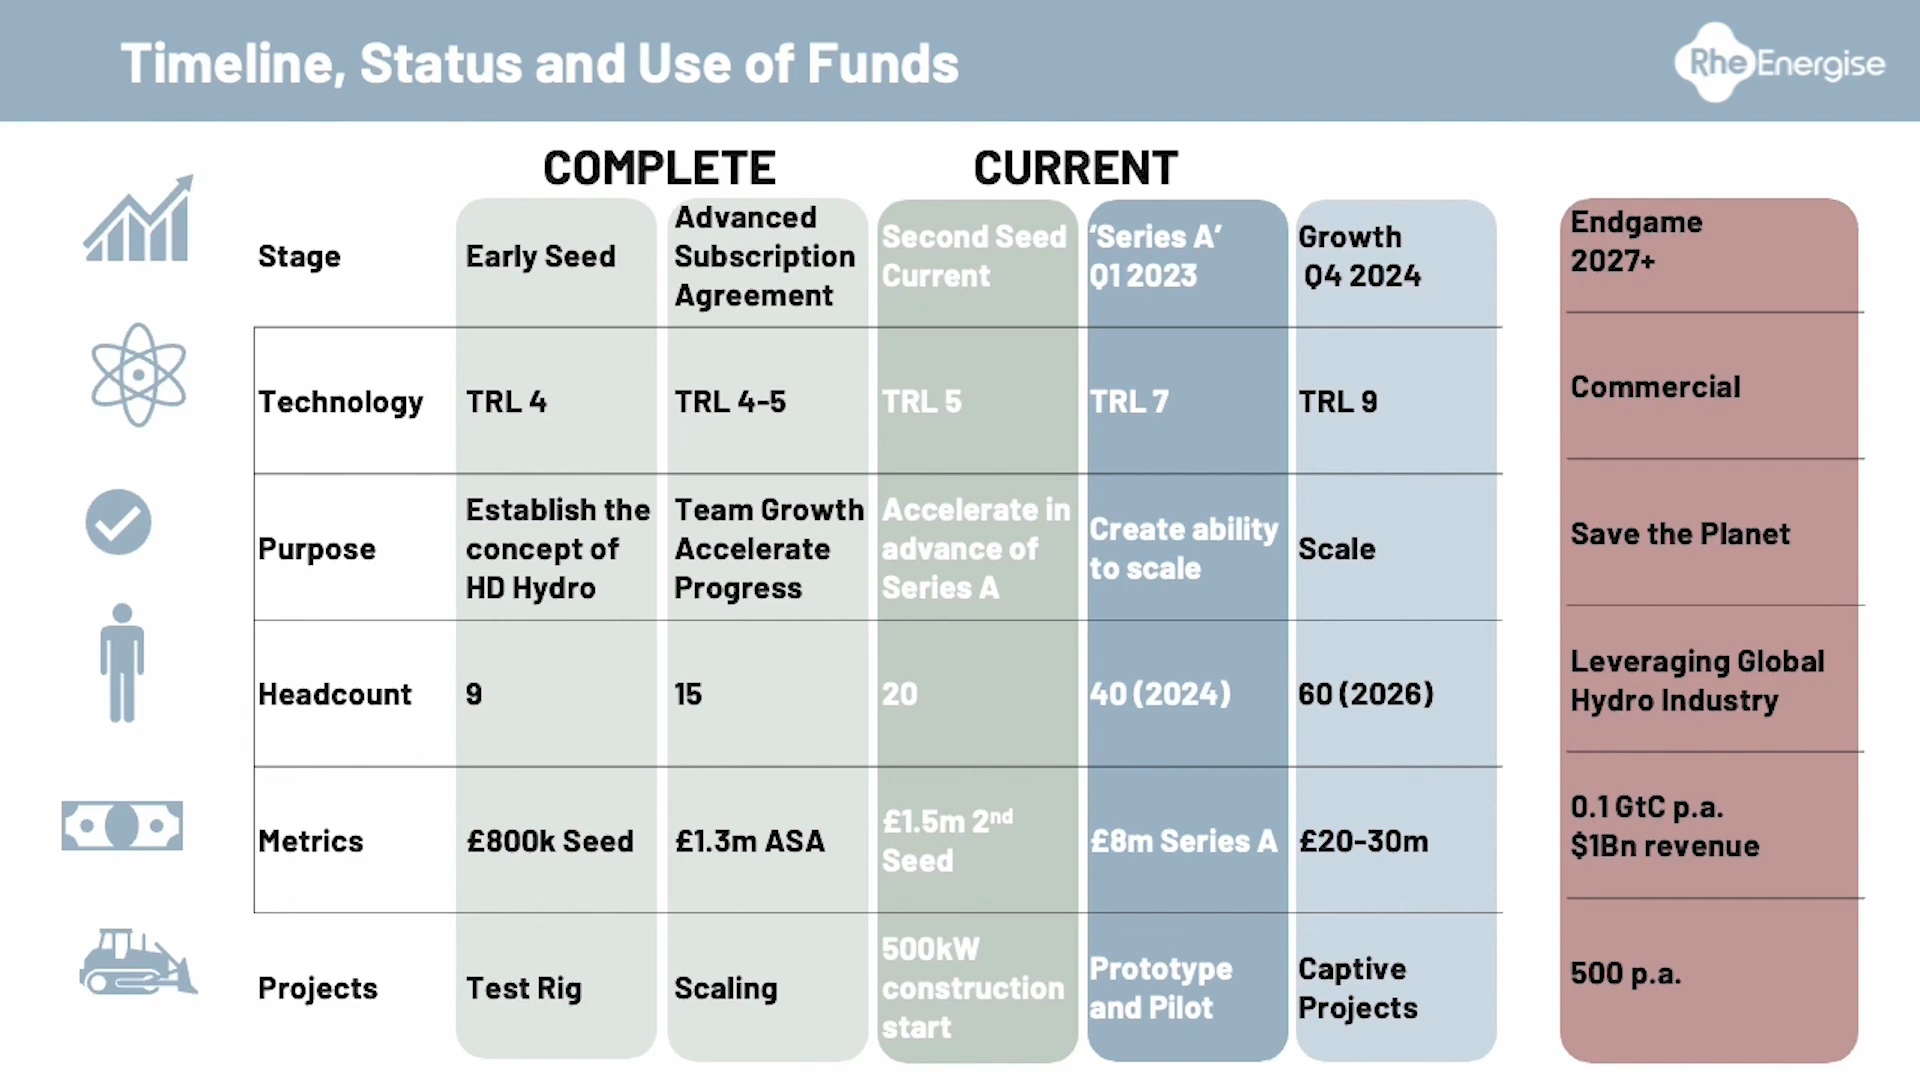 Timeline, Status and Use of Funds
RheEnergise
COMPLETE
CURRENT
Stage
Early Seed
Advanced
Subscription
Agreement
Second Seed
Current
‘Series A’
Q1 2023
Growth
Q4 2024
Endgame
2027+
Technology
TRL 4
TRL 4-5
TRL 5
TRL 7
TRL 9
Commercial
Purpose
Establish the
concept of
HD Hydro
Team Growth
Accelerate
Progress
Accelerate in
advance of
Series A
Create ability
to scale
Scale
Save the Planet
Headcount
9
15
20
40 (2024)
60 (2026)
Leveraging Global
Hydro Industry
Metrics
£800k Seed
£1.3m ASA
£1.5m 2nd
Seed
£8m Series A
£20-30m
0.1 GtC p.a.
$1Bn revenue
Projects
Test Rig
Scaling
500kW
construction
start
Prototype
and Pilot
Captive
Projects
500 p.a.